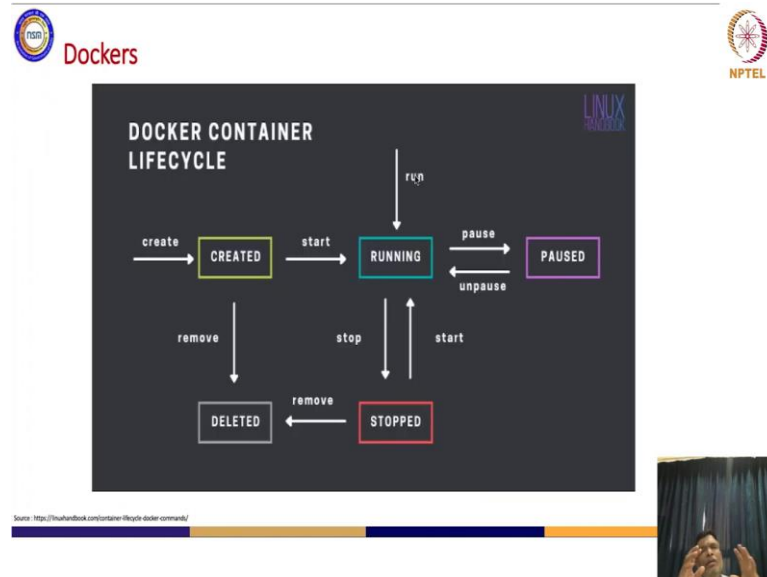 nsm
Dockers
NPTEL
DOCKER CONTAINER
LIFECYCLE
LINUX
HANDBOOK
run
create
CREATED
start
RUNNING
pause
unpause
PAUSED
remove
stop
start
DELETED
remove
STOPPED
Source : https://linuxhandbook.com/container-lifecycle-docker-commands/